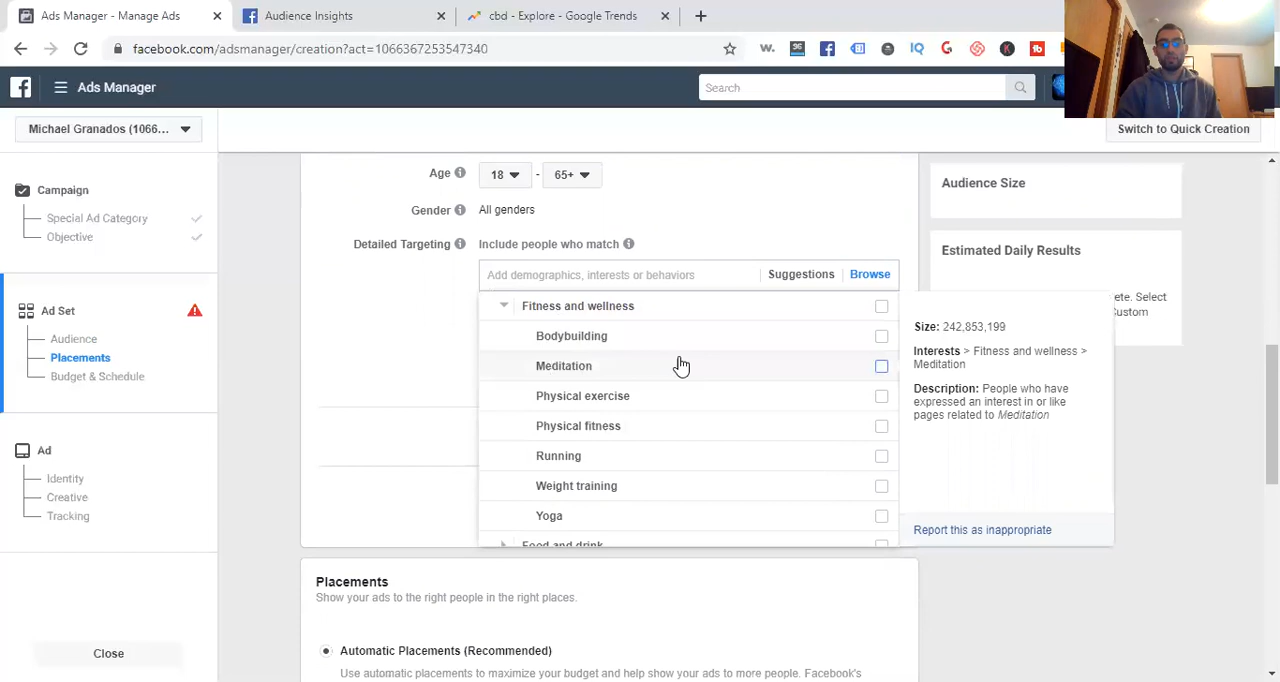 Ads Manager - Manage Ads
Audience Insights
cbd - Explore - Google Trends
facebook.com/adsmanager/creation?act=1066367253547340
Ads Manager
Search
Michael Granados (1066...
Switch to Quick Creation
Campaign
Special Ad Category
Objective
Ad Set
Audience
Placements
Budget & Schedule
Ad
Identity
Creative
Tracking
Close
Age
18
-
65+
Gender
All genders
Detailed Targeting
Include people who match
Add demographics, interests or behaviors
Suggestions
Browse
Fitness and wellness
Bodybuilding
Meditation
Physical exercise
Physical fitness
Running
Weight training
Yoga
Food and drink
Size: 242,853,199
Interests > Fitness and wellness >
Meditation
Description: People who have
expressed an interest in or like
pages related to Meditation
Report this as inappropriate
Audience Size
Estimated Daily Results
ete. Select
Custom
Placements
Show your ads to the right people in the right places.
Automatic Placements (Recommended)
Use automatic placements to maximize your budget and help show your ads to more people. Facebook's